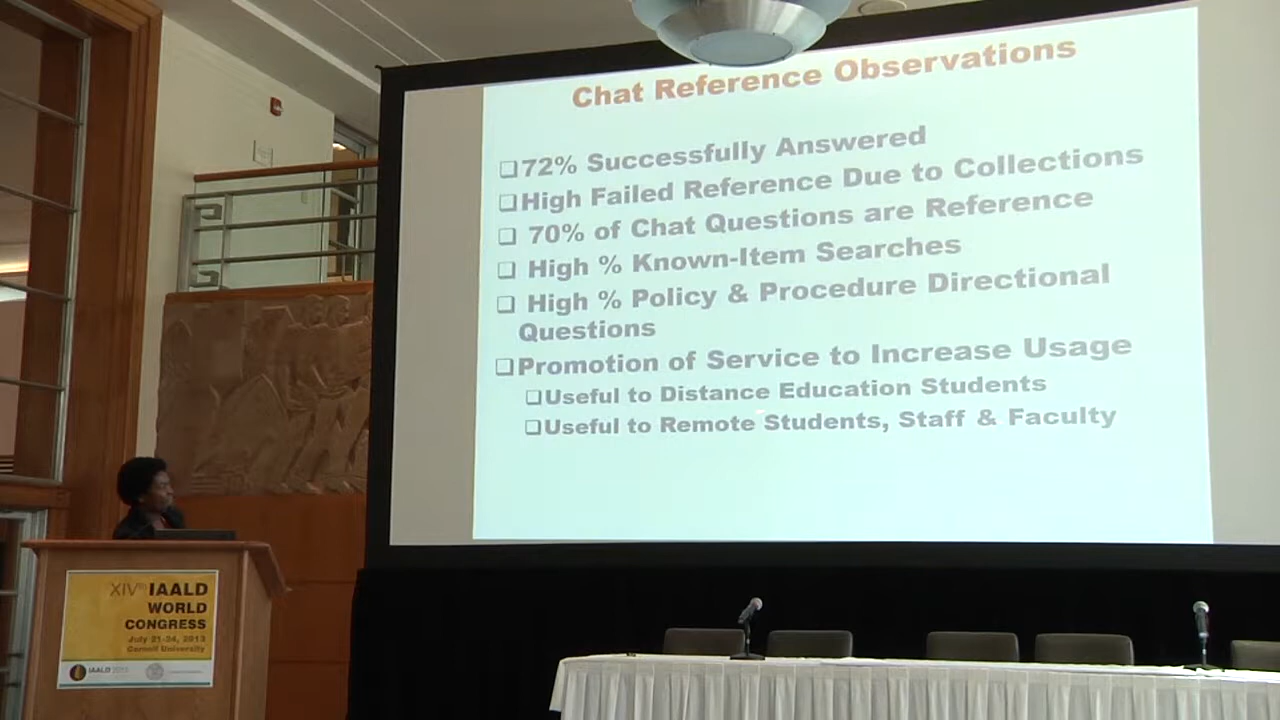 Chat Reference Observations
❑72% Successfully Answered
❑High Failed Reference Due to Collections
❑ 70% of Chat Questions are Reference
❑ High % Known-Item Searches
❑ High % Policy & Procedure Directional
Questions
❑Promotion of Service to Increase Usage
❑Useful to Distance Education Students
❑Useful to Remote Students, Staff & Faculty
XIVth IAALD
WORLD
CONGRESS
July 21-24, 2013
Cornell University
IAALD 2013